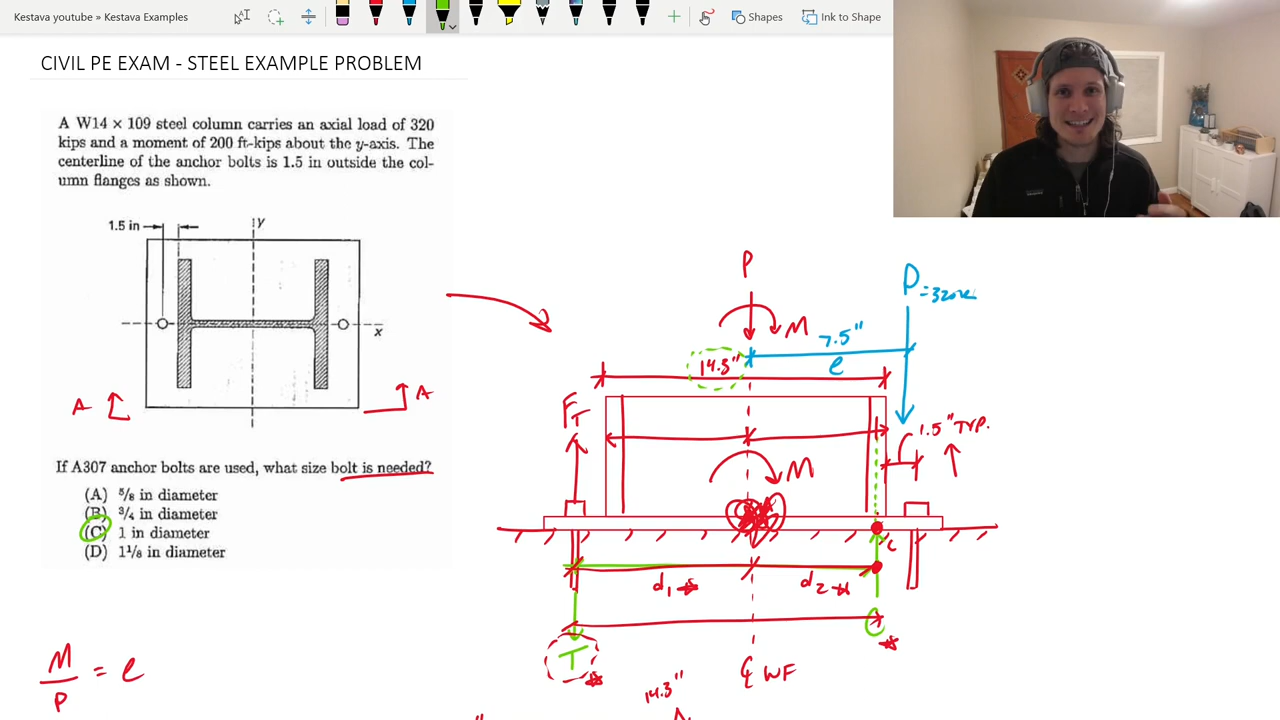 Kestava youtube » Kestava Examples
Shapes
Ink to Shape
CIVIL PE EXAM - STEEL EXAMPLE PROBLEM
A W14 × 109 steel column carries an axial load of 320
kips and a moment of 200 ft-kips about the y-axis. The
centerline of the anchor bolts is 1.5 in outside the col-
umn flanges as shown.
1.5 in
y
x
A
A
If A307 anchor bolts are used, what size bolt is needed?
(A) 5/8 in diameter
(B) 3/4 in diameter
(C) 1 in diameter
(D) 1 1/8 in diameter
M/P = e
P
M
P = 320k
7.5"
e
14.3"
FT
1.5" TYP.
M
c
d1
d2
T
C
℄ WF
14.3"